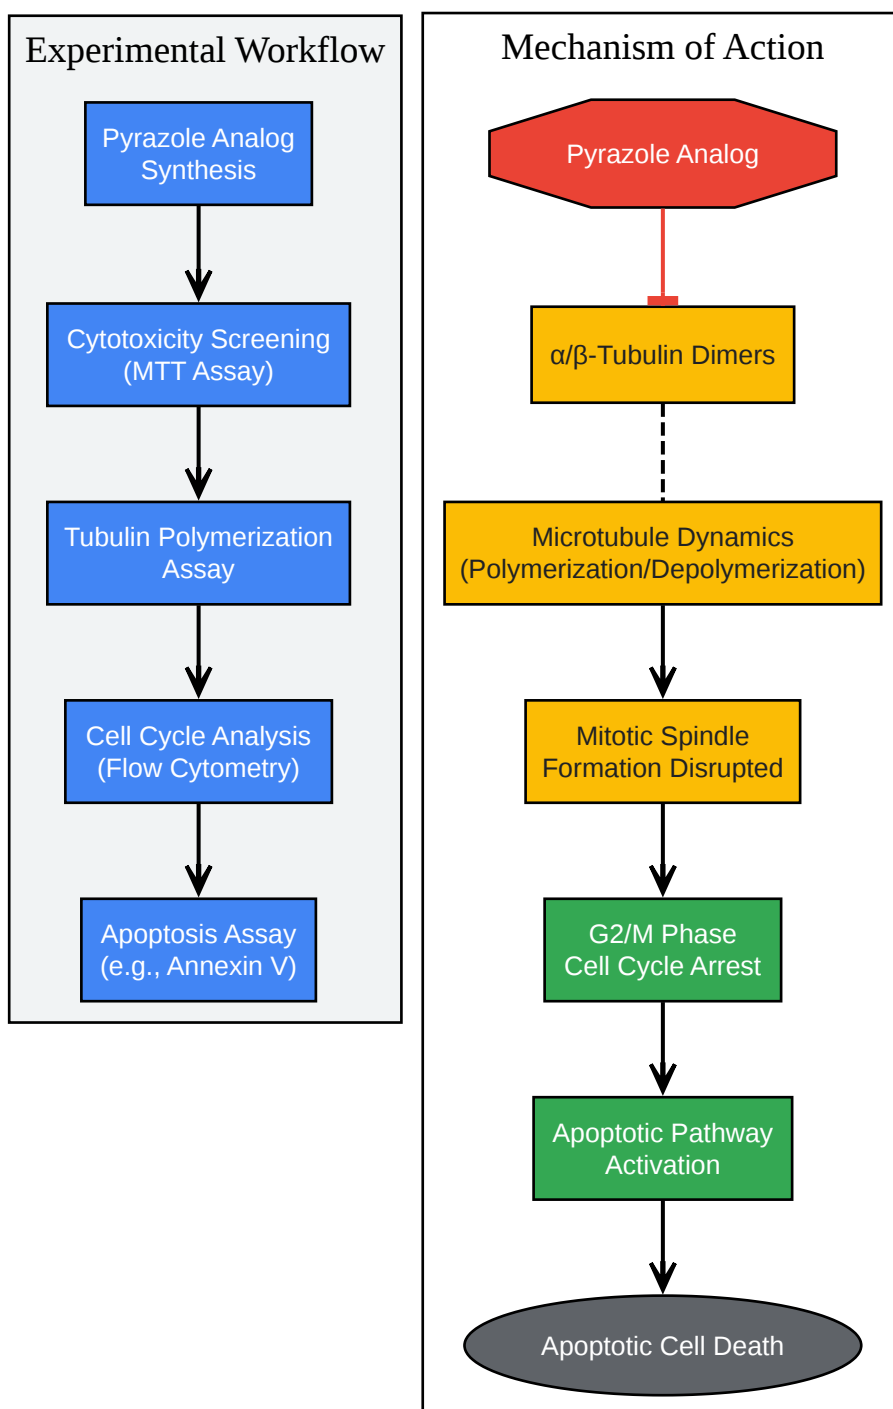 Experimental Workflow
Pyrazole Analog
Synthesis
Cytotoxicity Screening
(MTT Assay)
Tubulin Polymerization
Assay
Cell Cycle Analysis
(Flow Cytometry)
Apoptosis Assay
(e.g., Annexin V)
Mechanism of Action
Pyrazole Analog
α/β-Tubulin Dimers
Microtubule Dynamics
(Polymerization/Depolymerization)
Mitotic Spindle
Formation Disrupted
G2/M Phase
Cell Cycle Arrest
Apoptotic Pathway
Activation
Apoptotic Cell Death